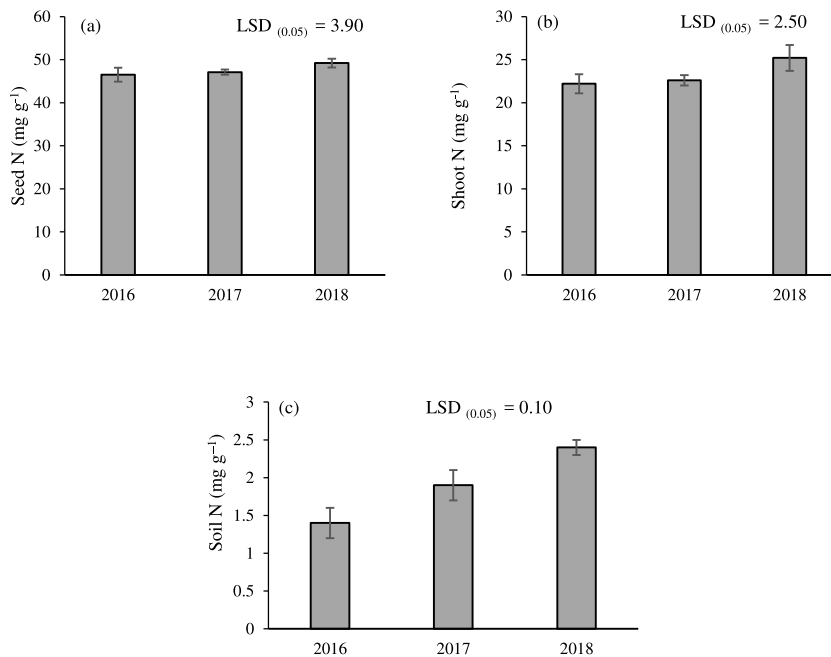 (a)
LSD (0.05) = 3.90
Seed N (mg g⁻¹)
60
50
40
30
20
10
0
2016 2017 2018
(b)
LSD (0.05) = 2.50
Shoot N (mg g⁻¹)
30
25
20
15
10
5
0
2016 2017 2018
(c)
LSD (0.05) = 0.10
Soil N (mg g⁻¹)
3
2.5
2
1.5
1
0.5
0
2016 2017 2018